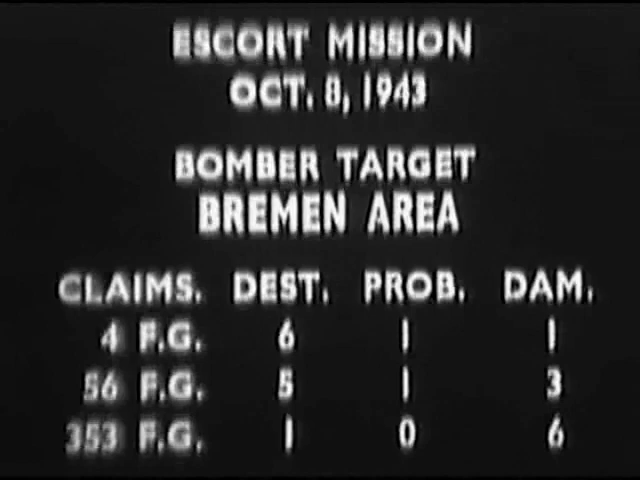 ESCORT MISSION
OCT. 8, 1943
BOMBER TARGET
BREMEN AREA
CLAIMS. DEST. PROB. DAM.
4 F.G. 6 1 1
56 F.G. 5 1 3
353 F.G. 1 0 6